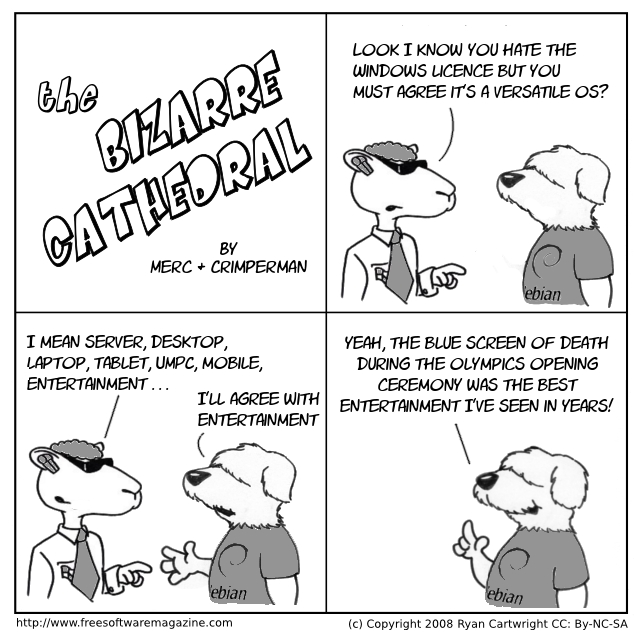 the
BIZARRE
CATHEDRAL
BY
MERC + CRIMPERMAN
LOOK I KNOW YOU HATE THE
WINDOWS LICENCE BUT YOU
MUST AGREE IT'S A VERSATILE OS?
ebian
I MEAN SERVER, DESKTOP,
LAPTOP, TABLET, UMPC, MOBILE,
ENTERTAINMENT ...
I'LL AGREE WITH
ENTERTAINMENT
ebian
YEAH, THE BLUE SCREEN OF DEATH
DURING THE OLYMPICS OPENING
CEREMONY WAS THE BEST
ENTERTAINMENT I'VE SEEN IN YEARS!
ebian
http://www.freesoftwaremagazine.com
(c) Copyright 2008 Ryan Cartwright CC: By-NC-SA